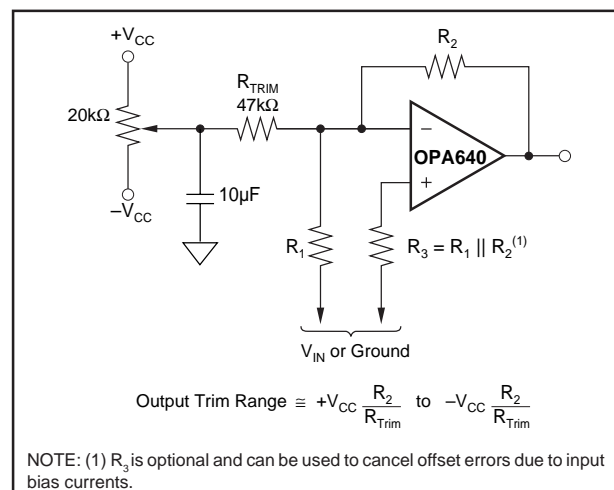 +VCC
R2
RTRIM
47kΩ
20kΩ
–
OPA640
+
10µF
–VCC
R1
R3 = R1 || R2(1)
VIN or Ground
Output Trim Range ≅ +VCC R2/RTrim to –VCC R2/RTrim
NOTE: (1) R3 is optional and can be used to cancel offset errors due to input
bias currents.